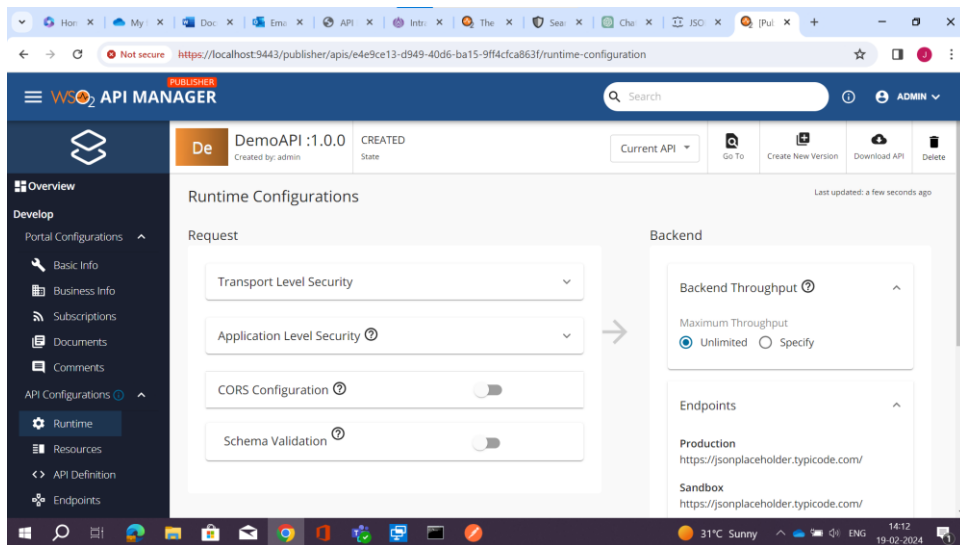 Hom
My
Doc
Ema
API
Intr
The
Sea
Cha
JSO
[Pul
Not secure https://localhost:9443/publisher/apis/e4e9ce13-d949-40d6-ba15-9ff4cfca863f/runtime-configuration
J
PUBLISHER
WSO2 API MANAGER
Search
ADMIN
De
DemoAPI :1.0.0
Created by: admin
CREATED
State
Current API
Go To
Create New Version
Download API
Delete
Overview
Develop
Portal Configurations
Basic Info
Business Info
Subscriptions
Documents
Comments
API Configurations
Runtime
Resources
API Definition
Endpoints
Runtime Configurations
Last updated: a few seconds ago
Request
Transport Level Security
Application Level Security
CORS Configuration
Schema Validation
Backend
Backend Throughput
Maximum Throughput
Unlimited Specify
Endpoints
Production
https://jsonplaceholder.typicode.com/
Sandbox
https://jsonplaceholder.typicode.com/
31°C Sunny
ENG
14:12
19-02-2024